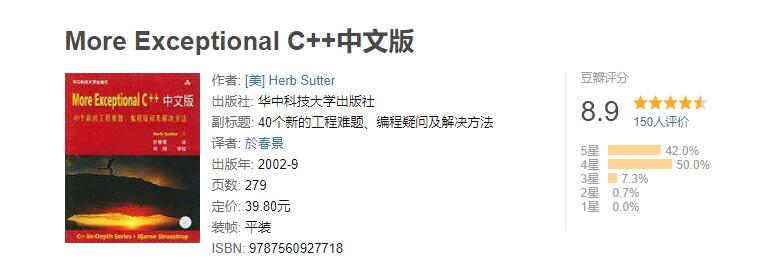 More Exceptional C++中文版
华中科技大学出版社
More Exceptional C++ 中文版
40个新的工程难题、编程疑问及解决方法
Herb Sutter 著
於春景 译
C++ In-Depth Series • Bjarne Stroustrup
作者: [美] Herb Sutter
出版社: 华中科技大学出版社
副标题: 40个新的工程难题、编程疑问及解决方法
译者: 於春景
出版年: 2002-9
页数: 279
定价: 39.80元
装帧: 平装
ISBN: 9787560927718
豆瓣评分
8.9
150人评价
5星 42.0%
4星 50.0%
3星 7.3%
2星 0.7%
1星 0.0%